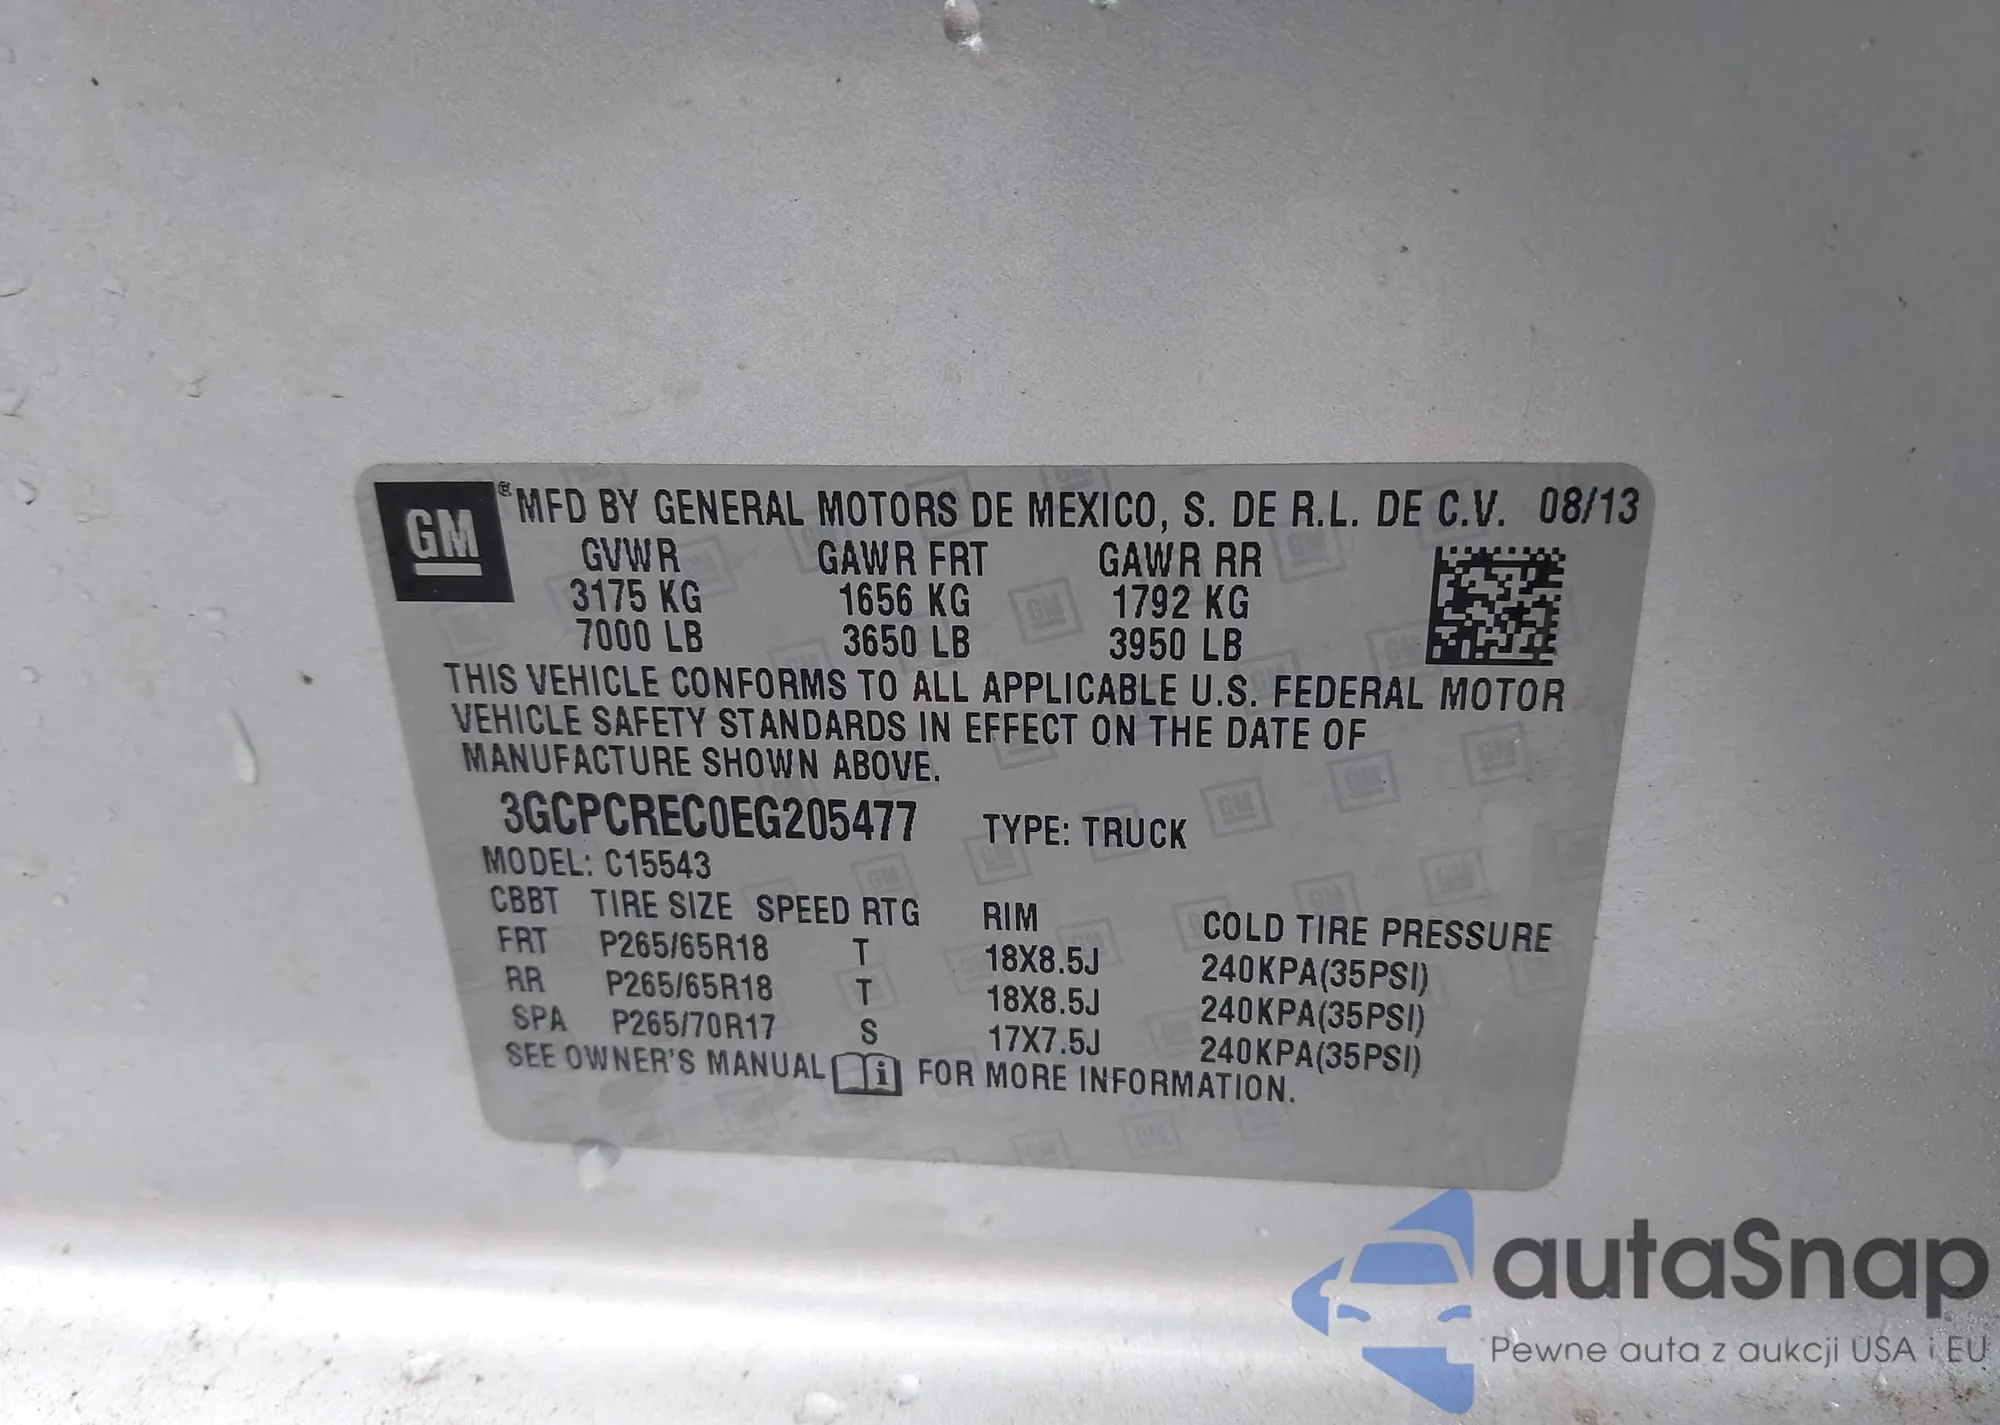 GM ® MFD BY GENERAL MOTORS DE MEXICO, S. DE R.L. DE C.V. 08/13
GVWR GAWR FRT GAWR RR
3175 KG 1656 KG 1792 KG
7000 LB 3650 LB 3950 LB
THIS VEHICLE CONFORMS TO ALL APPLICABLE U.S. FEDERAL MOTOR
VEHICLE SAFETY STANDARDS IN EFFECT ON THE DATE OF
MANUFACTURE SHOWN ABOVE.
3GCPCREC0EG205477 TYPE: TRUCK
MODEL: C15543
CBBT TIRE SIZE SPEED RTG RIM COLD TIRE PRESSURE
FRT P265/65R18 T 18X8.5J 240KPA(35PSI)
RR P265/65R18 T 18X8.5J 240KPA(35PSI)
SPA P265/70R17 S 17X7.5J 240KPA(35PSI)
SEE OWNER'S MANUAL i FOR MORE INFORMATION.
autaSnap
Pewne auta z aukcji USA i EU